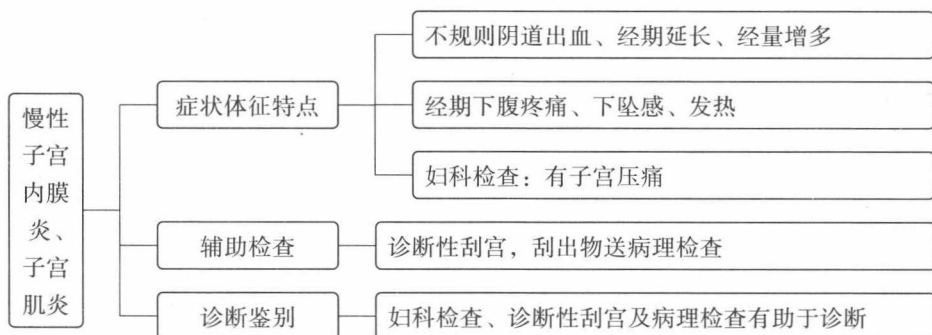 慢性
子宫
内膜
炎、
子宫
肌炎
症状体征特点
不规则阴道出血、经期延长、经量增多
经期下腹疼痛、下坠感、发热
妇科检查：有子宫压痛
辅助检查
诊断性刮宫，刮出物送病理检查
诊断鉴别
妇科检查、诊断性刮宫及病理检查有助于诊断